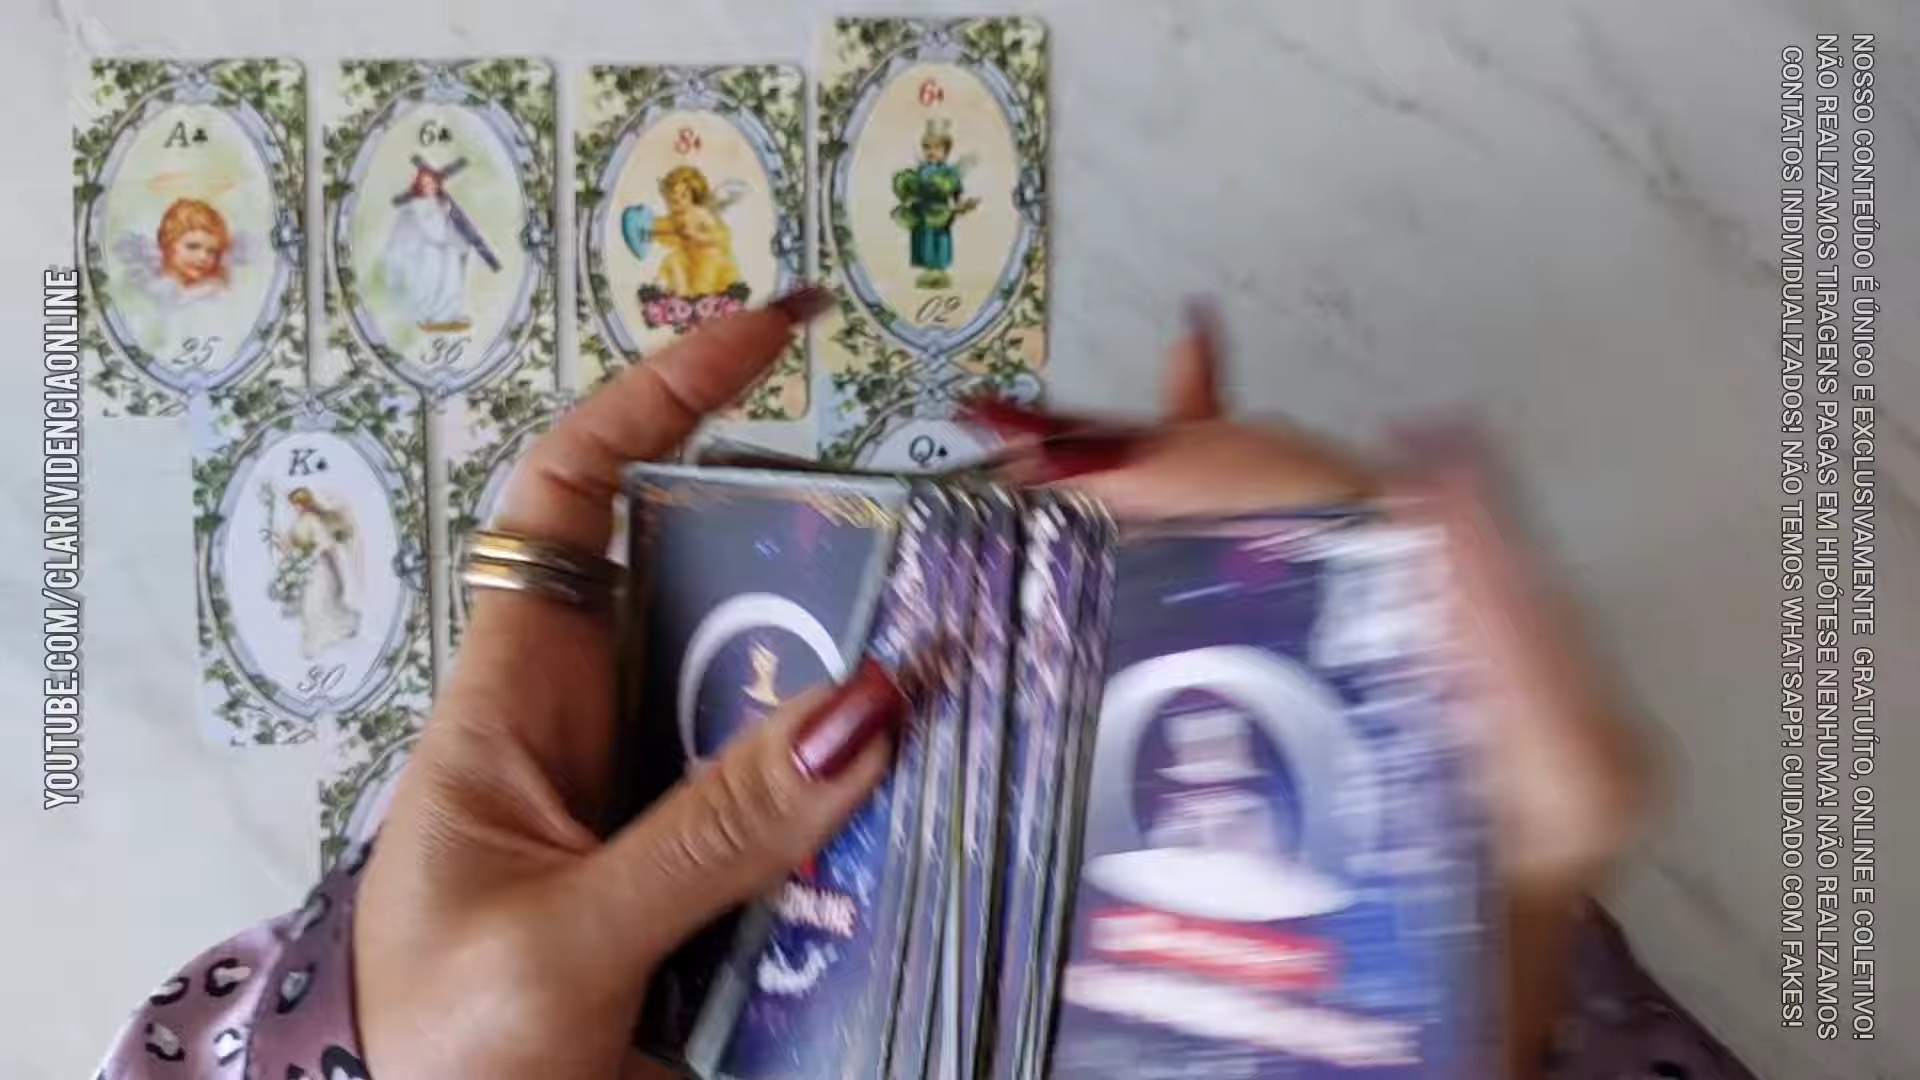 YOUTUBE.COM/CLARIVIDENCIAONLINE
A♣
25
6♣
36
8♦
6♦
02
K♠
30
Q♠
NOSSO CONTEÚDO É ÚNICO E EXCLUSIVAMENTE GRATUÍTO, ONLINE E COLETIVO!
NÃO REALIZAMOS TIRAGENS PAGAS EM HIPÓTESE NENHUMA! NÃO REALIZAMOS
CONTATOS INDIVIDUALIZADOS! NÃO TEMOS WHATSAPP! CUIDADO COM FAKES!